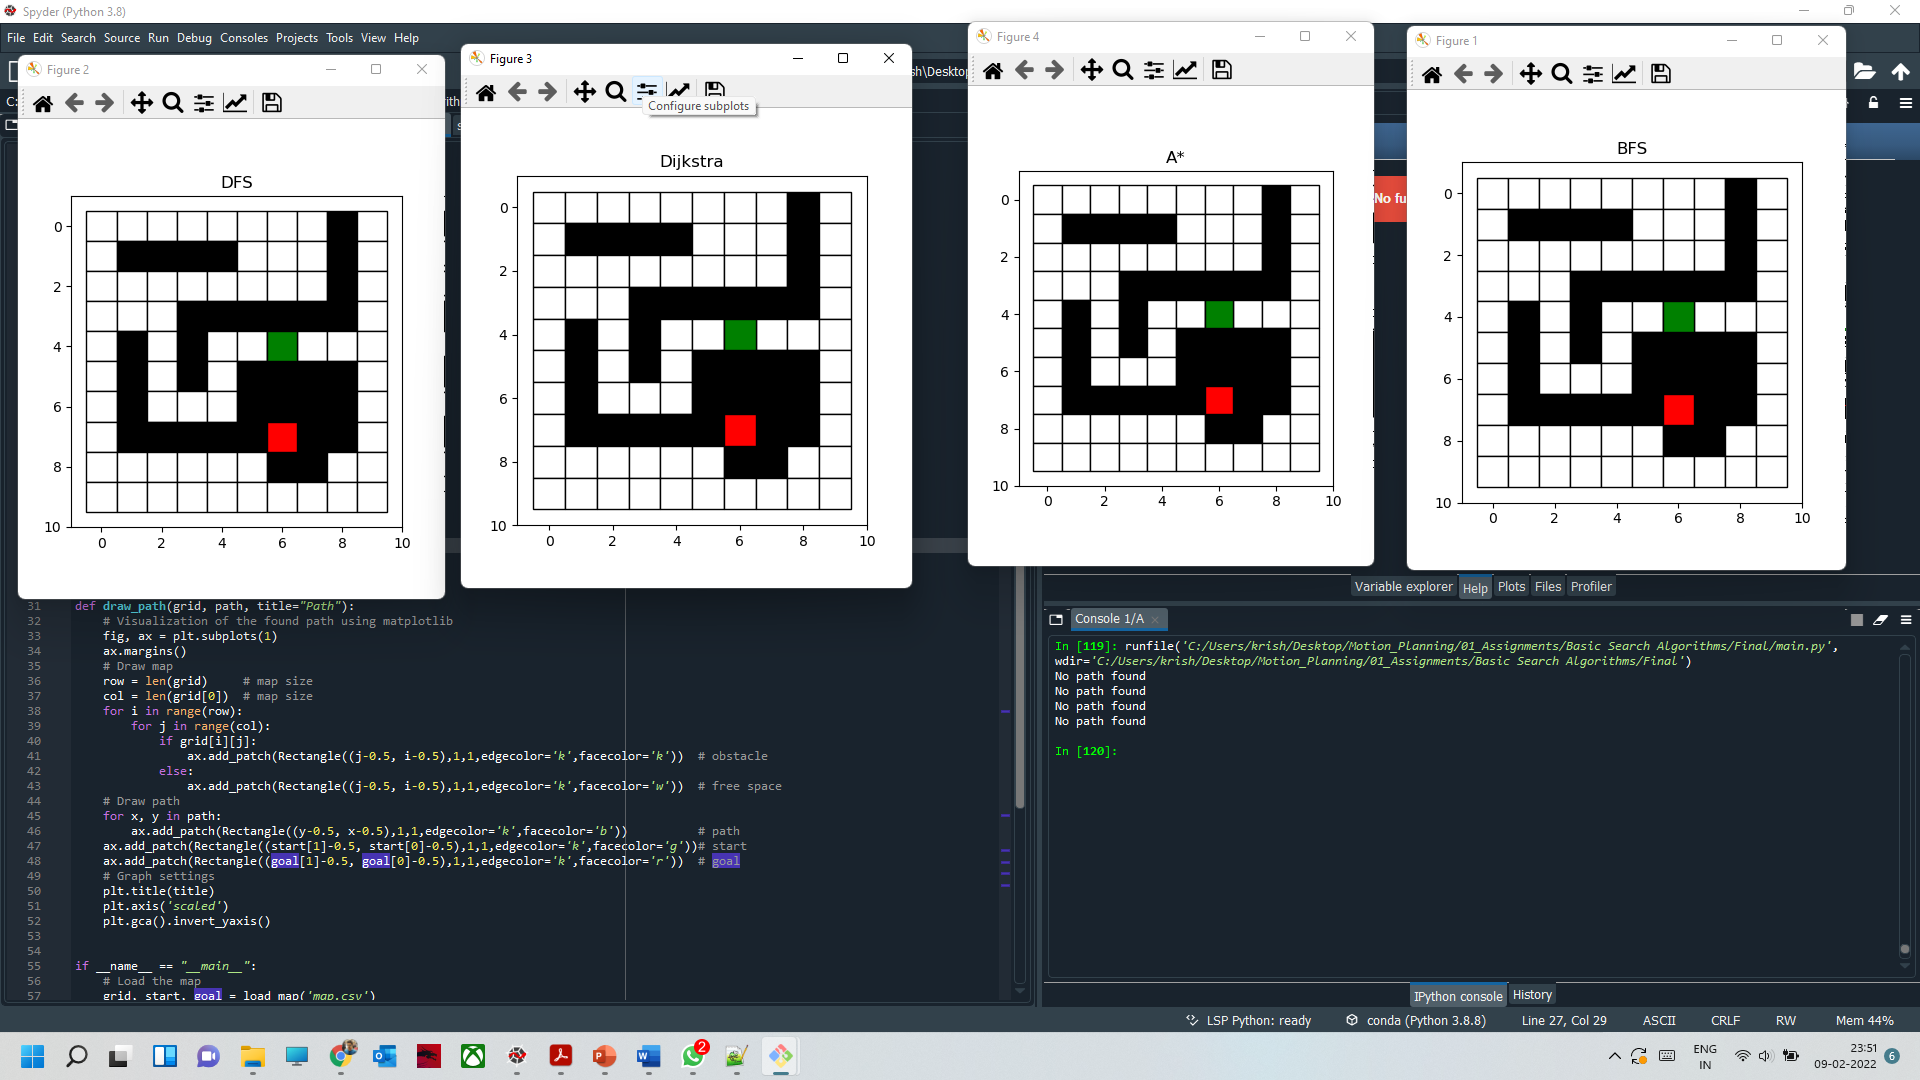 Spyder (Python 3.8)
File Edit Search Source Run Debug Consoles Projects Tools View Help
Figure 2
DFS
0
2
4
6
8
10
0 2 4 6 8 10
Figure 3
Configure subplots
Dijkstra
0
2
4
6
8
10
0 2 4 6 8 10
Figure 4
A*
0
2
4
6
8
10
0 2 4 6 8 10
Figure 1
BFS
0
2
4
6
8
10
0 2 4 6 8 10
sh\Desktop
C:
No fu
31 def draw_path(grid, path, title="Path"):
32 # Visualization of the found path using matplotlib
33 fig, ax = plt.subplots(1)
34 ax.margins()
35 # Draw map
36 row = len(grid) # map size
37 col = len(grid[0]) # map size
38 for i in range(row):
39 for j in range(col):
40 if grid[i][j]:
41 ax.add_patch(Rectangle((j-0.5, i-0.5),1,1,edgecolor='k',facecolor='k')) # obstacle
42 else:
43 ax.add_patch(Rectangle((j-0.5, i-0.5),1,1,edgecolor='k',facecolor='w')) # free space
44 # Draw path
45 for x, y in path:
46 ax.add_patch(Rectangle((y-0.5, x-0.5),1,1,edgecolor='k',facecolor='b')) # path
47 ax.add_patch(Rectangle((start[1]-0.5, start[0]-0.5),1,1,edgecolor='k',facecolor='g'))# start
48 ax.add_patch(Rectangle((goal[1]-0.5, goal[0]-0.5),1,1,edgecolor='k',facecolor='r')) # goal
49 # Graph settings
50 plt.title(title)
51 plt.axis('scaled')
52 plt.gca().invert_yaxis()
53
54
55 if __name__ == "__main__":
56 # Load the map
57 grid, start, goal = load_map('map.csv')
Variable explorer Help Plots Files Profiler
Console 1/A
In [119]: runfile('C:/Users/krish/Desktop/Motion_Planning/01_Assignments/Basic Search Algorithms/Final/main.py',
wdir='C:/Users/krish/Desktop/Motion_Planning/01_Assignments/Basic Search Algorithms/Final')
No path found
No path found
No path found
No path found
In [120]:
IPython console History
LSP Python: ready conda (Python 3.8.8) Line 27, Col 29 ASCII CRLF RW Mem 44%
2
ENG
IN
23:51
09-02-2022
6